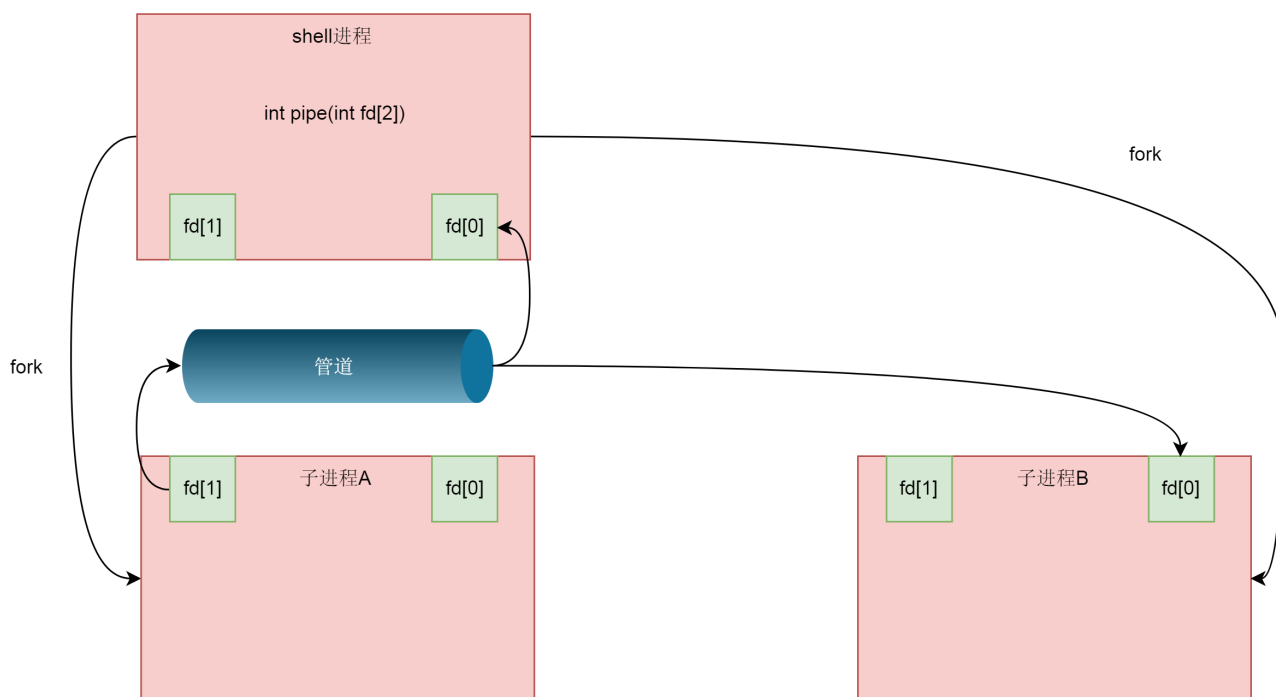 shell进程
int pipe(int fd[2])
fork
fd[1]
fd[0]
fork
管道
fd[1]
子进程A
fd[0]
fd[1]
子进程B
fd[0]